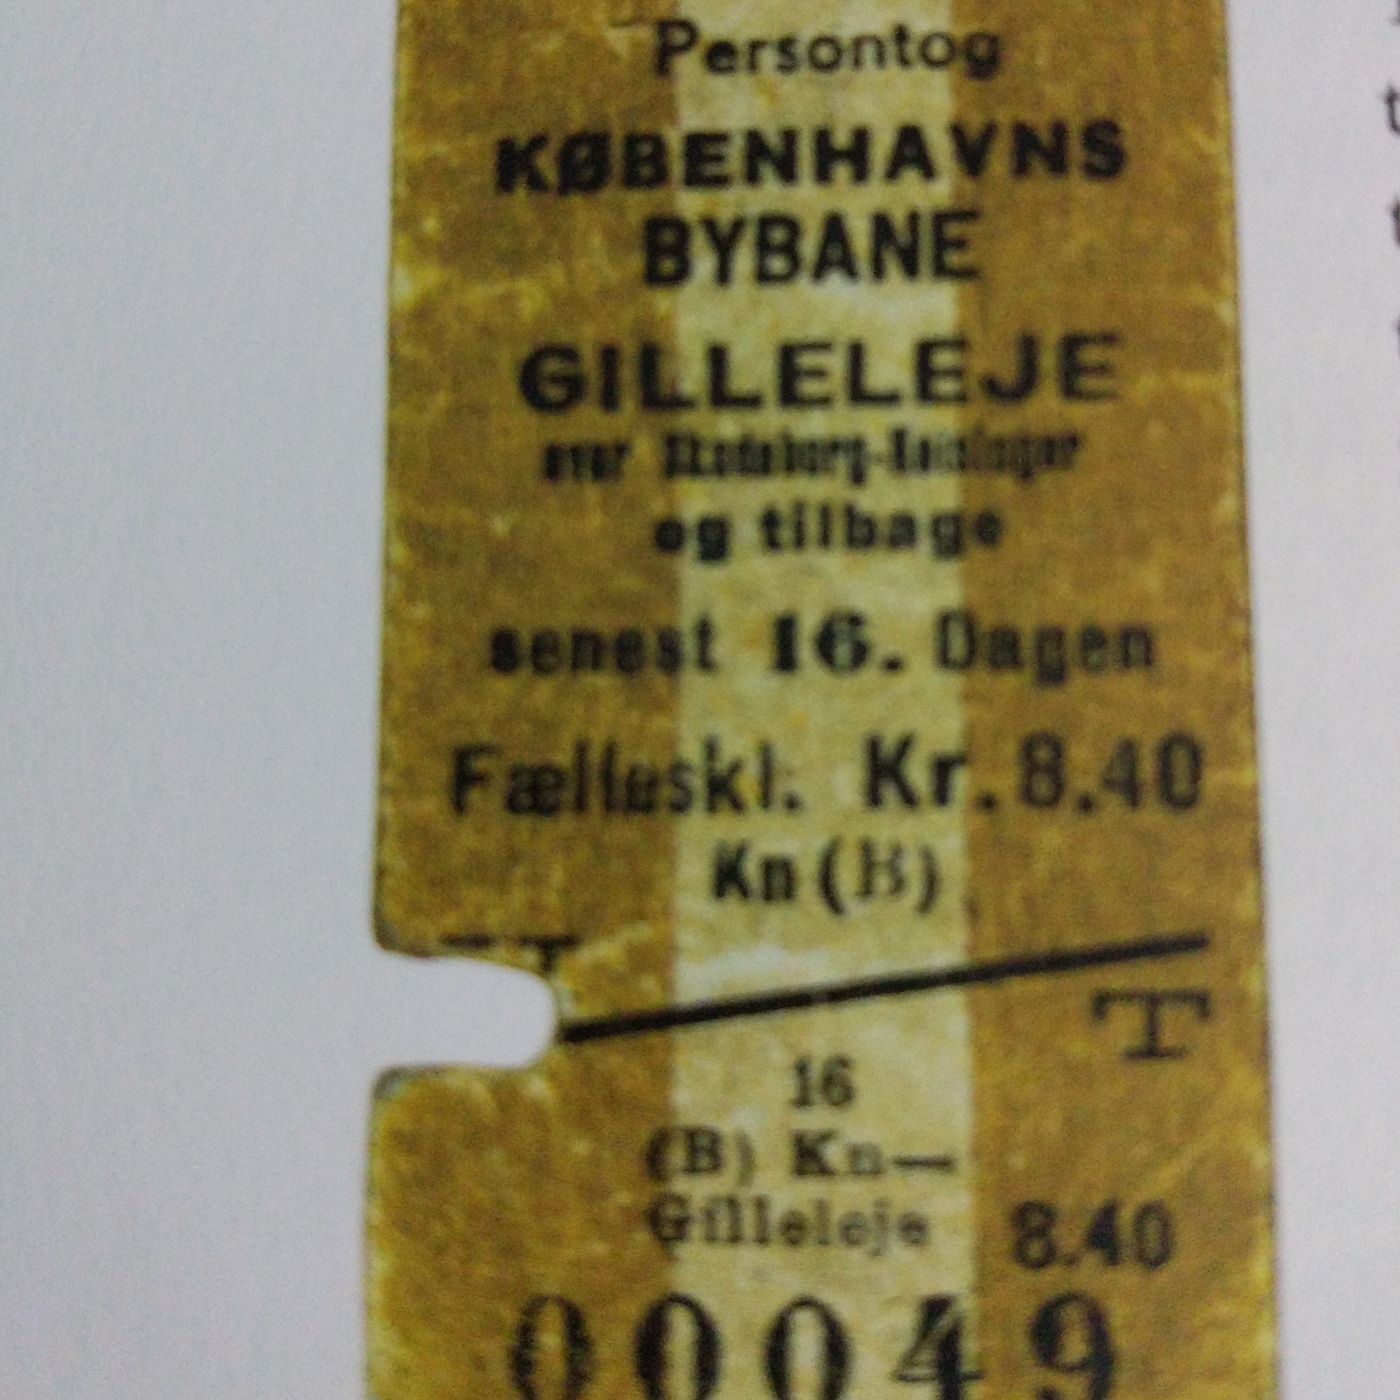 Persontog
KØBENHAVNS
BYBANE
GILLELEJE
over
og tilbage
senest 16. Dagen
Fælleskl. Kr. 8.40
Kn (B)
T
16
(B) Kn—
Gilleleje 8.40
00049